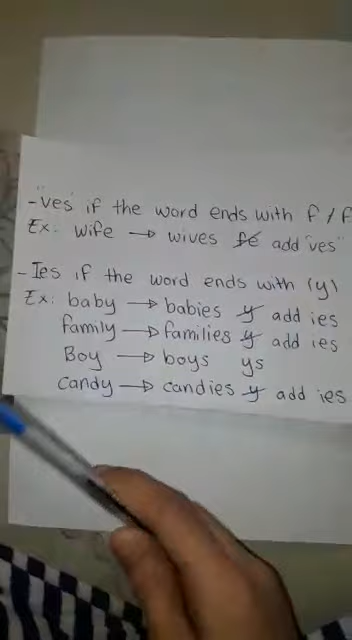 -"ves" if the word ends with f/f
Ex: wife → wives fe add "ves"
- Ies if the word ends with (y)
Ex: baby → babies y add ies
family → families y add ies
Boy → boys ys
candy → candies y add ies